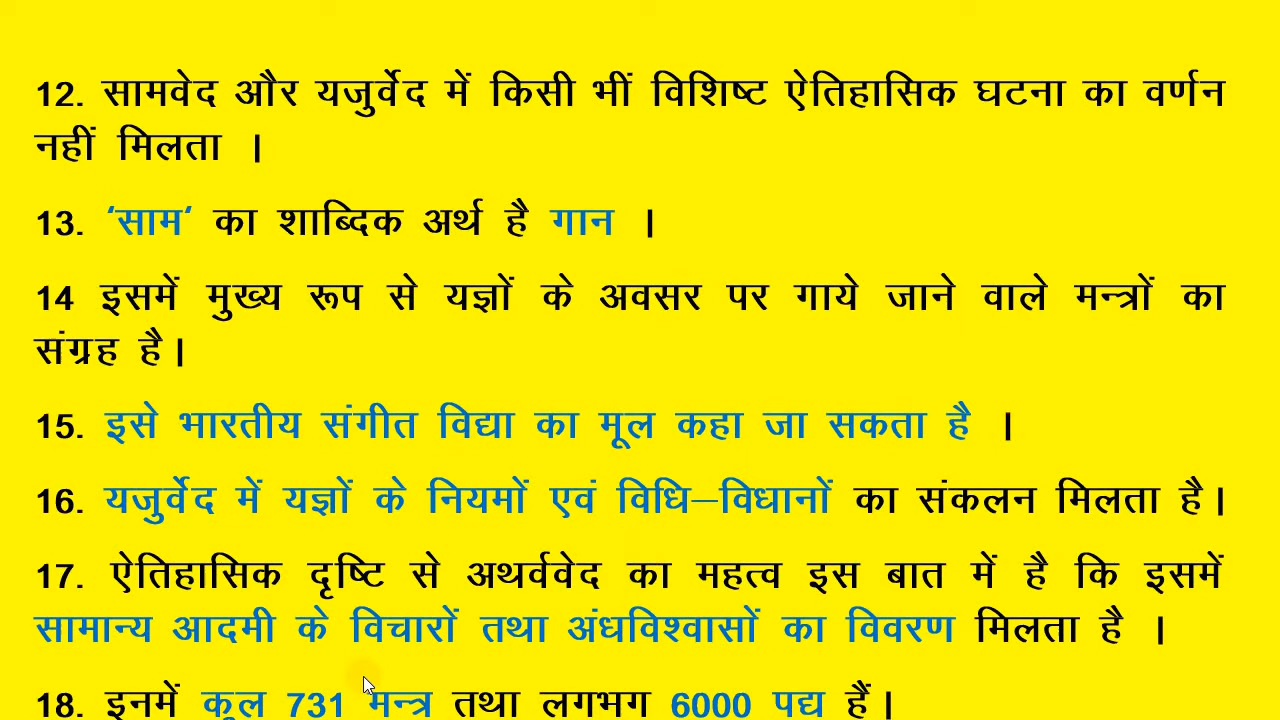 12. सामवेद और यजुर्वेद में किसी भीं विशिष्ट ऐतिहासिक घटना का वर्णन
नहीं मिलता ।
13. ‘साम‘ का शाब्दिक अर्थ है गान ।
14 इसमें मुख्य रूप से यज्ञों के अवसर पर गाये जाने वाले मन्त्रों का
संग्रह है।
15. इसे भारतीय संगीत विद्या का मूल कहा जा सकता है ।
16. यजुर्वेद में यज्ञों के नियमों एवं विधि–विधानों का संकलन मिलता है।
17. ऐतिहासिक दृष्टि से अथर्ववेद का महत्व इस बात में है कि इसमें
सामान्य आदमी के विचारों तथा अंधविश्वासों का विवरण मिलता है ।
18. इनमें कुल 731 मन्त्र तथा लगभग 6000 पद्य हैं।